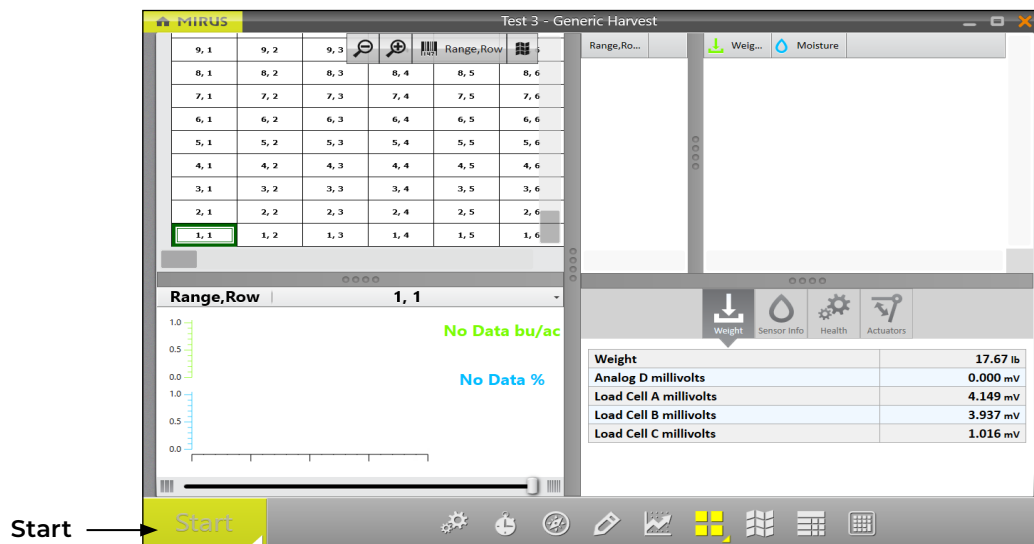 MIRUS
Test 3 - Generic Harvest
9, 1 9, 2 9, 3 Range,Row
8, 1 8, 2 8, 3 8, 4 8, 5 8, 6
7, 1 7, 2 7, 3 7, 4 7, 5 7, 6
6, 1 6, 2 6, 3 6, 4 6, 5 6, 6
5, 1 5, 2 5, 3 5, 4 5, 5 5, 6
4, 1 4, 2 4, 3 4, 4 4, 5 4, 6
3, 1 3, 2 3, 3 3, 4 3, 5 3, 6
2, 1 2, 2 2, 3 2, 4 2, 5 2, 6
1, 1 1, 2 1, 3 1, 4 1, 5 1, 6
Range,Ro... Weig... Moisture
Range,Row 1, 1
1.0
No Data bu/ac
0.5
0.0
No Data %
1.0
0.5
0.0
Weight Sensor Info Health Actuators
Weight 17.67 lb
Analog D millivolts 0.000 mV
Load Cell A millivolts 4.149 mV
Load Cell B millivolts 3.937 mV
Load Cell C millivolts 1.016 mV
Start
Start